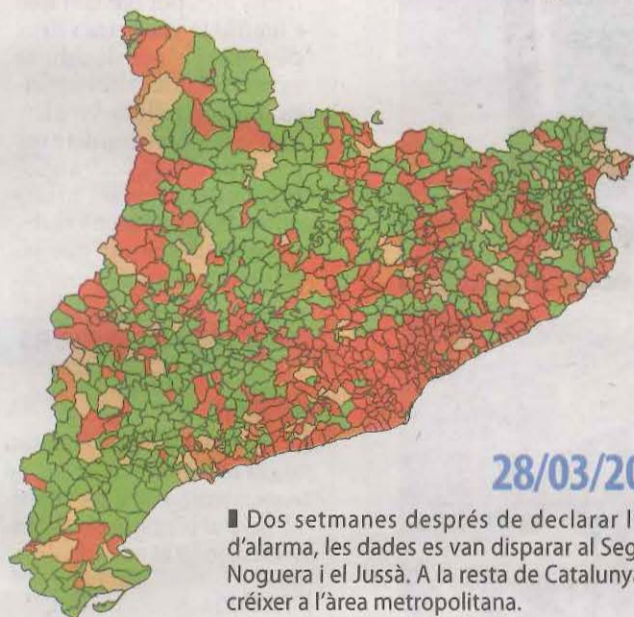 28/03/20
▮ Dos setmanes després de declarar l
d'alarma, les dades es van disparar al Seg
Noguera i el Jussà. A la resta de Catalunya
créixer a l'àrea metropolitana.